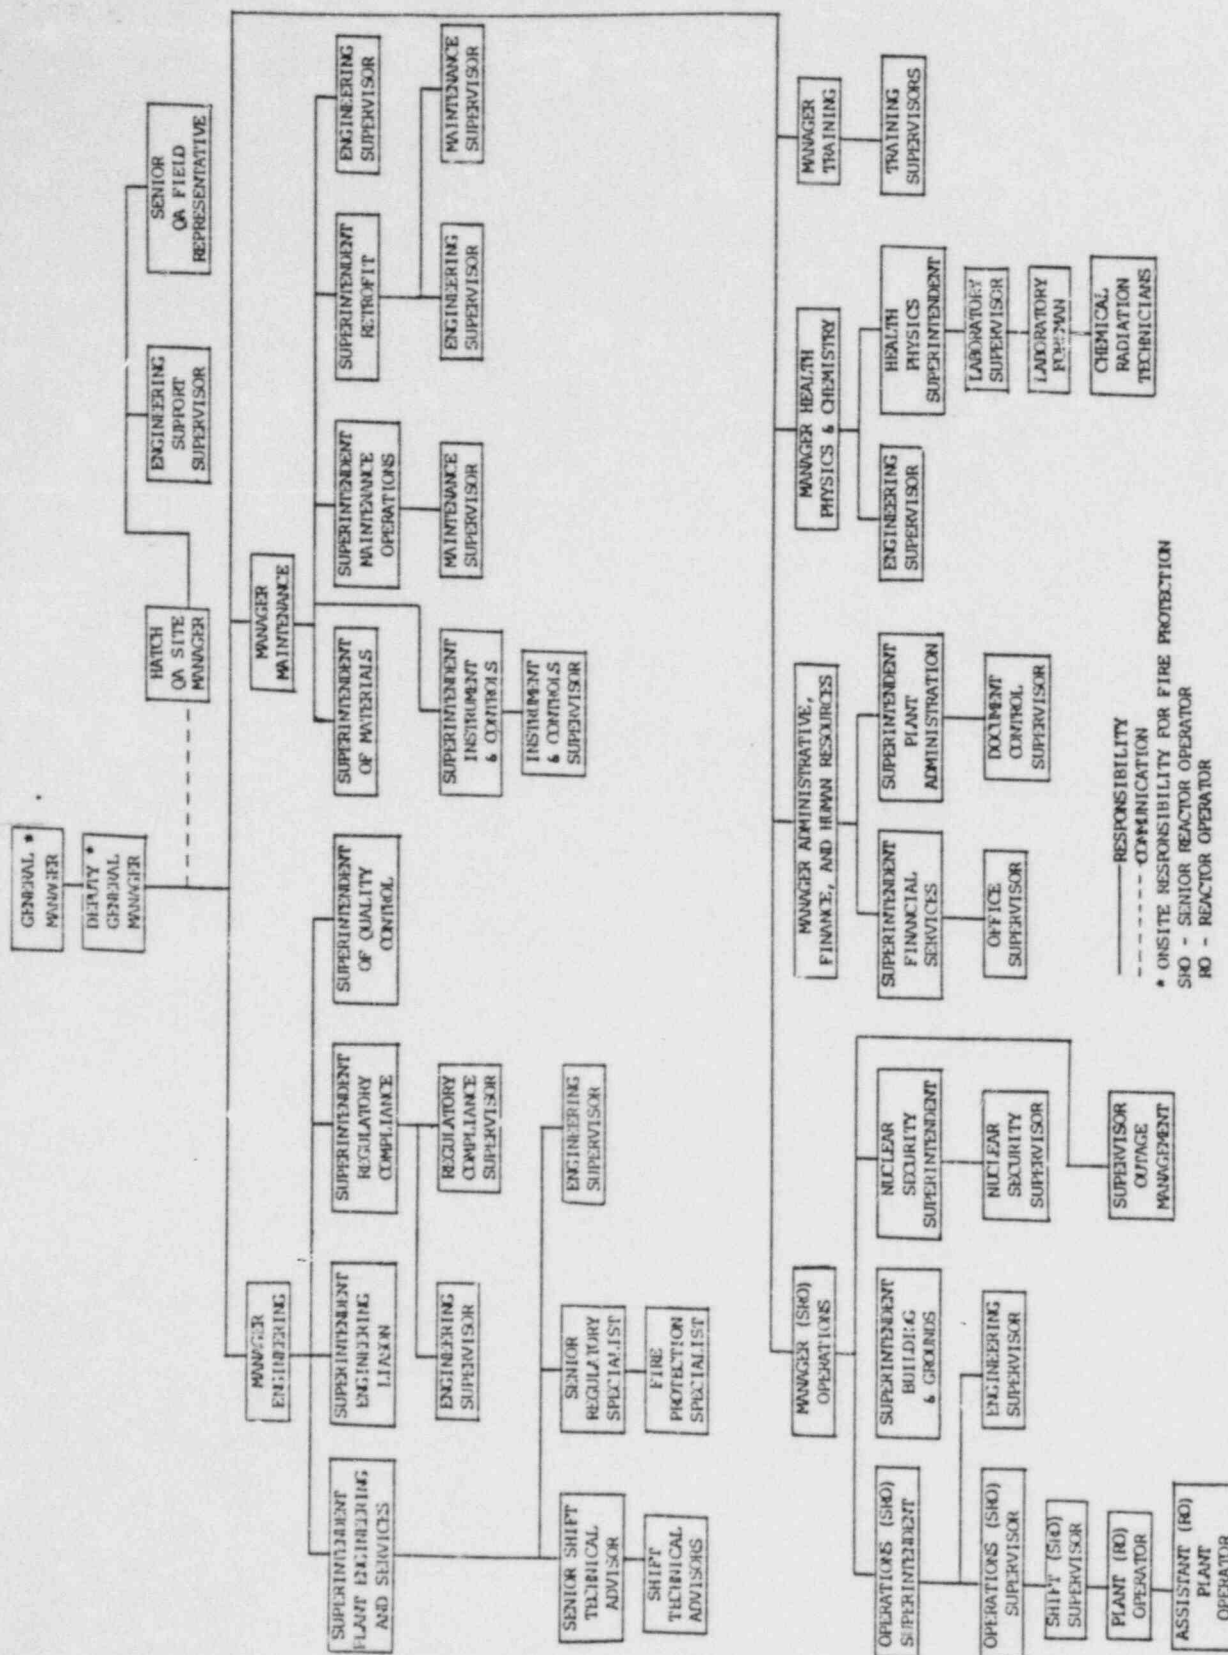 GENERAL *
MANAGER
DEPUTY *
GENERAL
MANAGER
HATCH
QA SITE
MANAGER
ENGINEERING
SUPPORT
SUPERVISOR
SENIOR
QA FIELD
REPRESENTATIVE
MANAGER
ENGINEERING
MANAGER
MAINTENANCE
SUPERINTENDENT
PLANT ENGINEERING
AND SERVICES
SUPERINTENDENT
ENGINEERING
LIASON
SUPERINTENDENT
REGULATORY
COMPLIANCE
SUPERINTENDENT
OF QUALITY
CONTROL
SUPERINTENDENT
OF MATERIALS
SUPERINTENDENT
MAINTENANCE
OPERATIONS
SUPERINTENDENT
RETROFIT
ENGINEERING
SUPERVISOR
ENGINEERING
SUPERVISOR
REGULATORY
COMPLIANCE
SUPERVISOR
SUPERINTENDENT
INSTRUMENT
& CONTROLS
MAINTENANCE
SUPERVISOR
ENGINEERING
SUPERVISOR
MAINTENANCE
SUPERVISOR
INSTRUMENT
& CONTROLS
SUPERVISOR
SENIOR SHIFT
TECHNICAL
ADVISOR
SENIOR
REGULATORY
SPECIALIST
ENGINEERING
SUPERVISOR
SHIFT
TECHNICAL
ADVISORS
FIRE
PROTECTION
SPECIALIST
MANAGER (SRO)
OPERATIONS
MANAGER ADMINISTRATIVE,
FINANCE, AND HUMAN RESOURCES
MANAGER HEALTH
PHYSICS & CHEMISTRY
MANAGER
TRAINING
OPERATIONS (SRO)
SUPERINTENDENT
SUPERINTENDENT
BUILDING
& GROUNDS
NUCLEAR
SECURITY
SUPERINTENDENT
SUPERINTENDENT
FINANCIAL
SERVICES
SUPERINTENDENT
PLANT
ADMINISTRATION
ENGINEERING
SUPERVISOR
HEALTH
PHYSICS
SUPERINTENDENT
TRAINING
SUPERVISORS
OPERATIONS (SRO)
SUPERVISOR
ENGINEERING
SUPERVISOR
NUCLEAR
SECURITY
SUPERVISOR
OFFICE
SUPERVISOR
DOCUMENT
CONTROL
SUPERVISOR
LABORATORY
SUPERVISOR
SHIFT (SRO)
SUPERVISOR
LABORATORY
FOREMAN
PLANT (RO)
OPERATOR
SUPERVISOR
OUTAGE
MANAGEMENT
CHEMICAL
RADIATION
TECHNICIANS
ASSISTANT (RO)
PLANT
OPERATOR
RESPONSIBILITY
COMMUNICATION
* ONSITE RESPONSIBILITY FOR FIRE PROTECTION
SRO - SENIOR REACTOR OPERATOR
RO - REACTOR OPERATOR